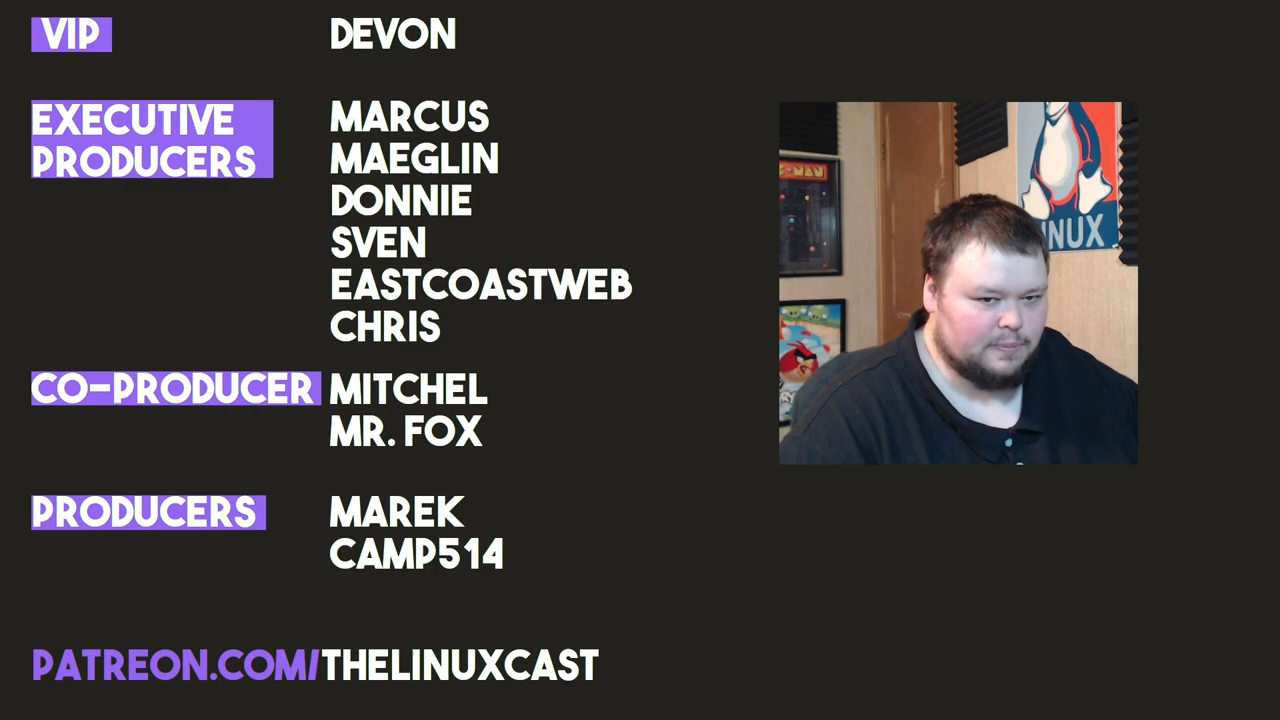 VIP
DEVON
EXECUTIVE
PRODUCERS
MARCUS
MAEGLIN
DONNIE
SVEN
EASTCOASTWEB
CHRIS
CO-PRODUCER
MITCHEL
MR. FOX
PRODUCERS
MAREK
CAMP514
PATREON.COM/THELINUXCAST
INUX